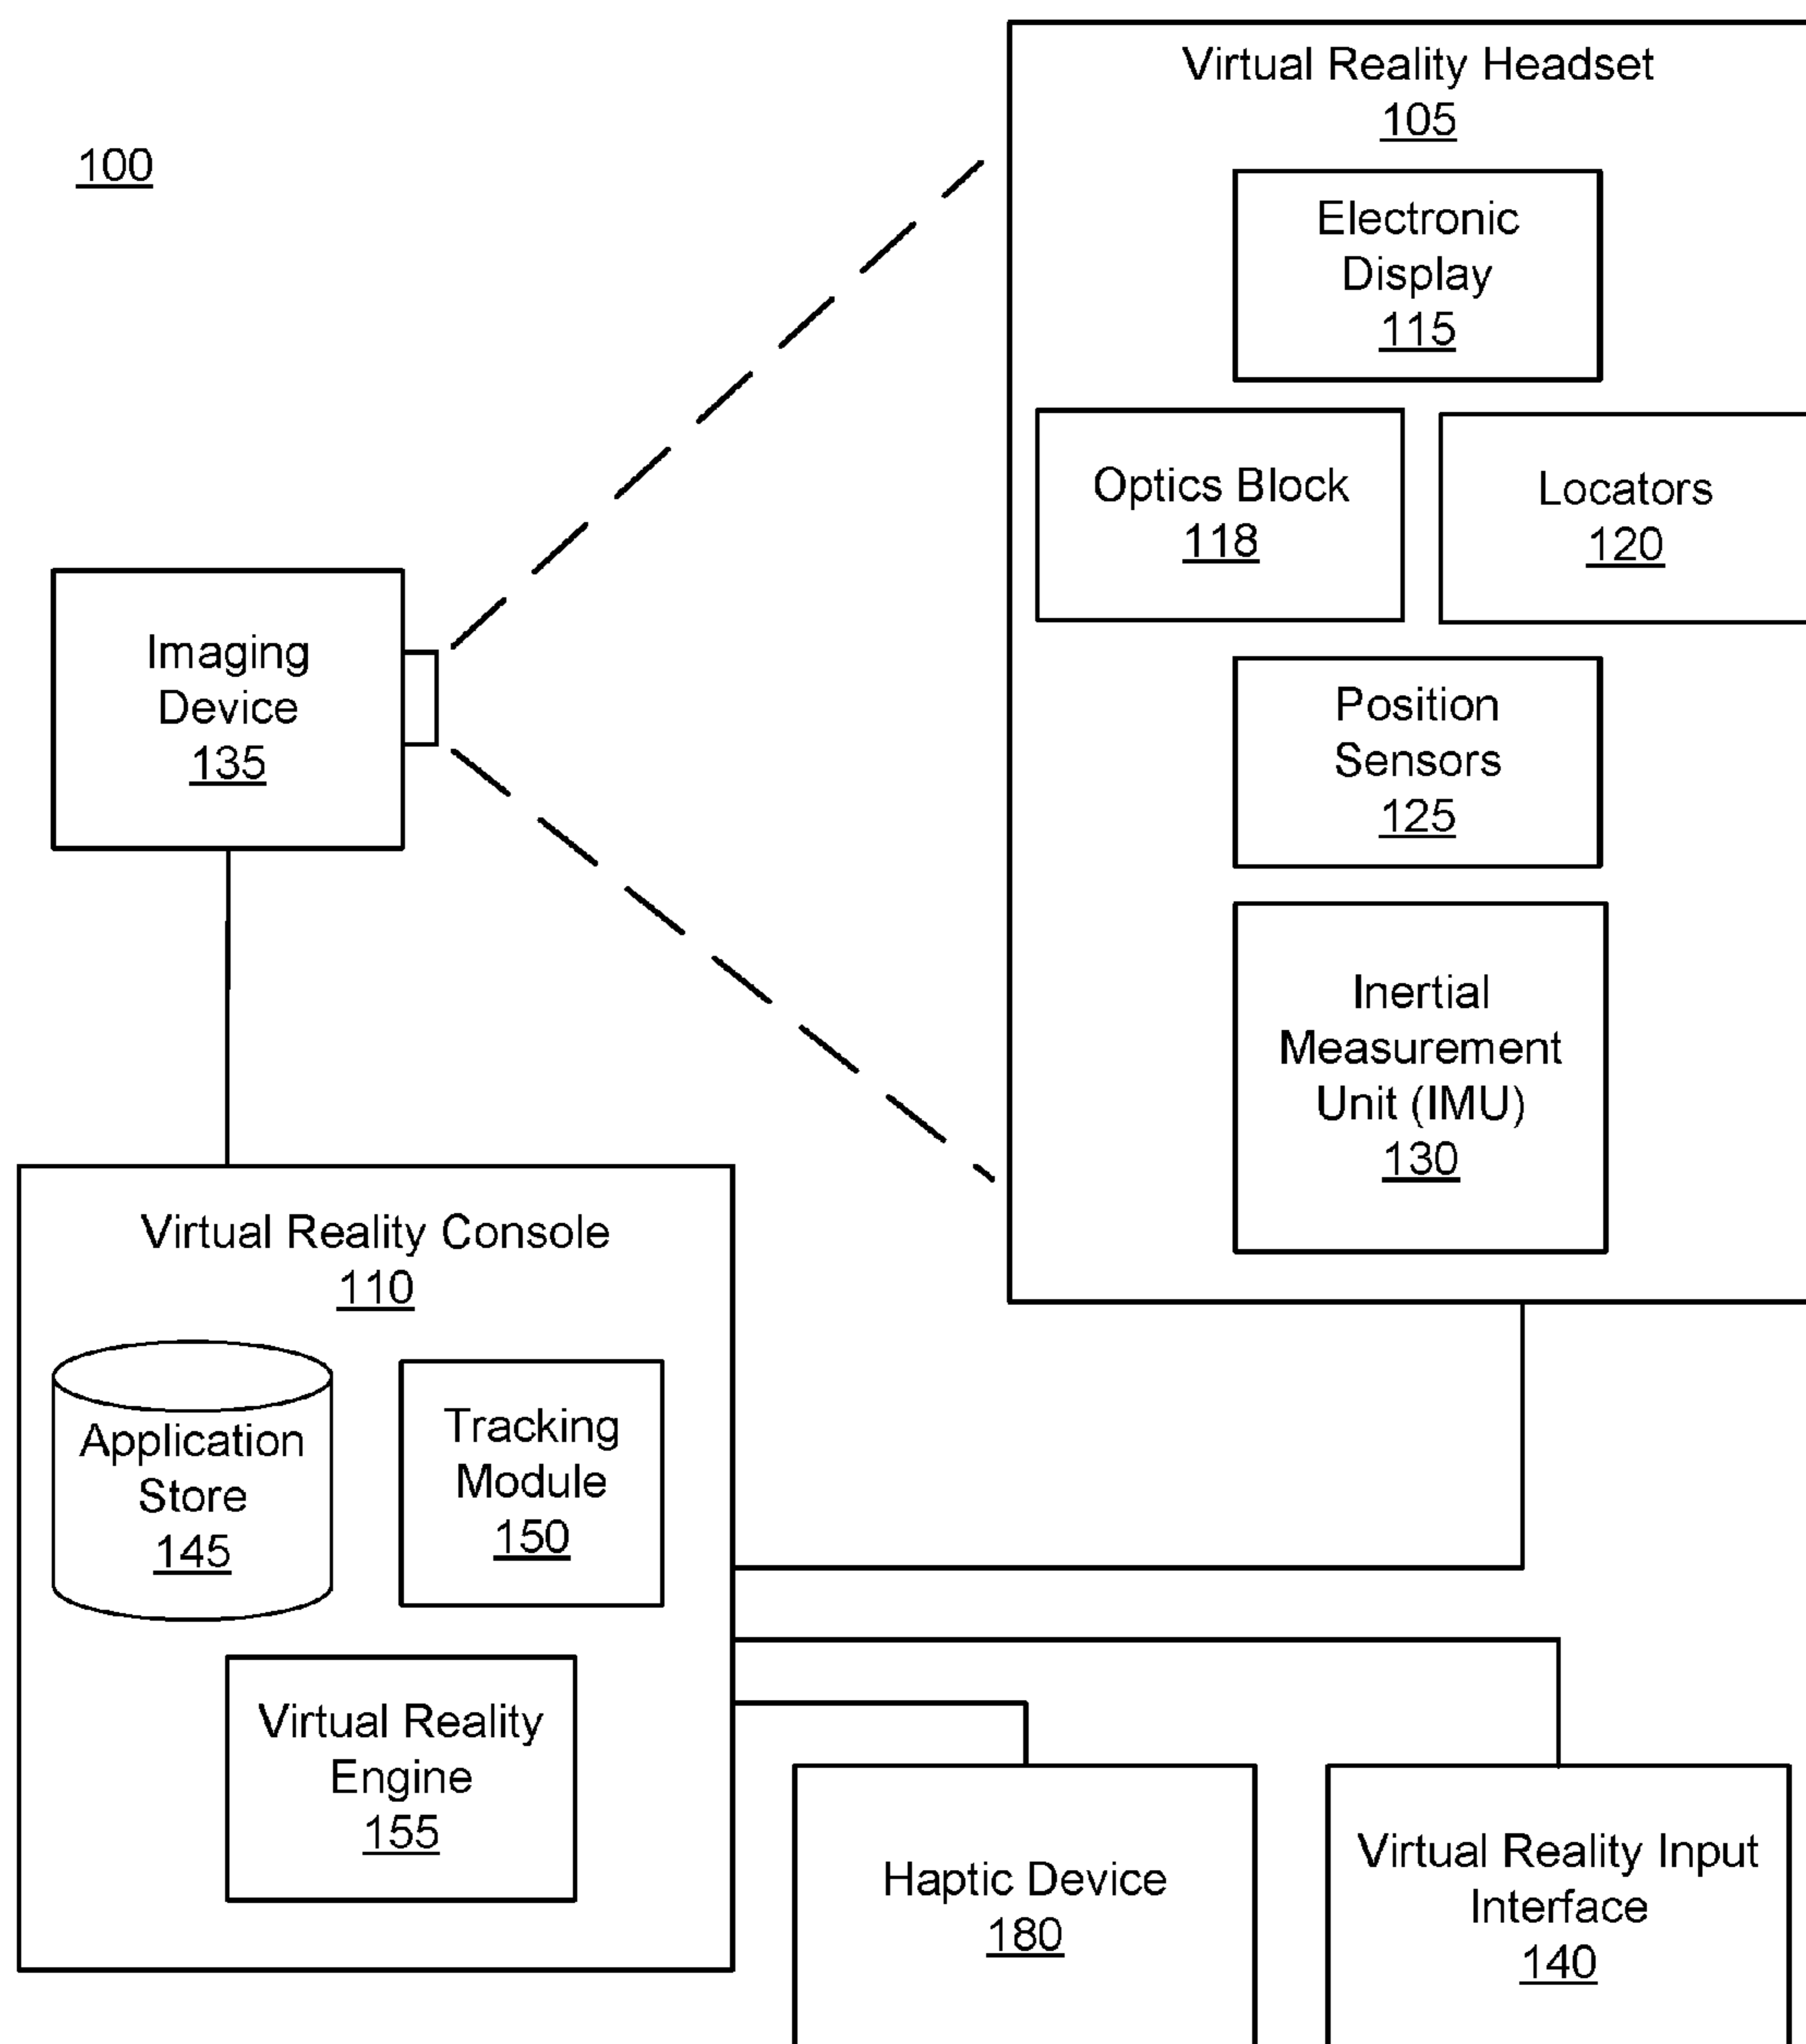 100
Virtual Reality Headset
105
Electronic
Display
115
Optics Block
118
Locators
120
Position
Sensors
125
Inertial
Measurement
Unit (IMU)
130
Imaging
Device
135
Virtual Reality Console
110
Application
Store
145
Tracking
Module
150
Virtual Reality
Engine
155
Haptic Device
180
Virtual Reality Input
Interface
140